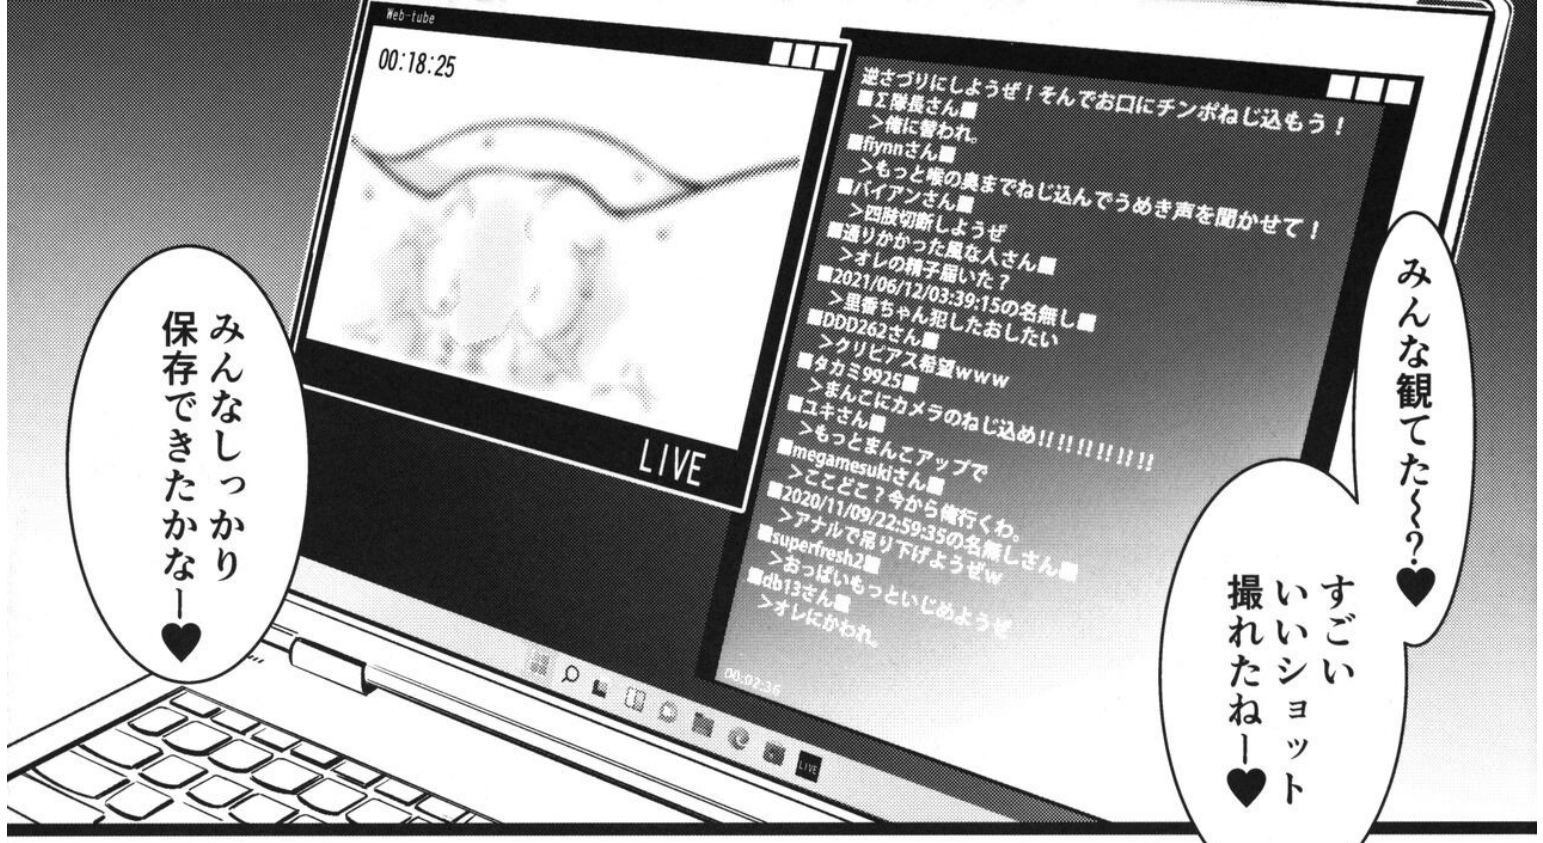 みんな観てた〜?♥
すごい
いいショット
撮れたねー♥
Web-tube
00:18:25
LIVE
逆さづりにしようぜ！そんでお口にチンポねじ込もう！
■Σ隊長さん■
＞俺に替われ。
■fiynnさん■
＞もっと喉の奥までねじ込んでうめき声を聞かせて！
■バイアンさん■
＞四肢切断しようぜ
■通りかかった風な人さん■
＞オレの精子届いた？
■2021/06/12/03:39:15の名無し■
＞里香ちゃん犯したおしたい
■DDD262さん■
＞クリピアス希望ｗｗｗ
■タカミ9925■
＞まんこにカメラのねじ込め!!!!!!!!!!!!
■ユキさん■
＞もっとまんこアップで
■megamesukiさん■
＞ここどこ？今から俺行くわ。
■2020/11/09/22:59:35の名無しさん■
＞アナルで吊り下げようぜw
■superfresh2■
＞おっぱいもっといじめようぜ
■db13さん■
＞オレにかわれ。
00:02:36
LIVE
みんなしっかり
保存できたかなー♥